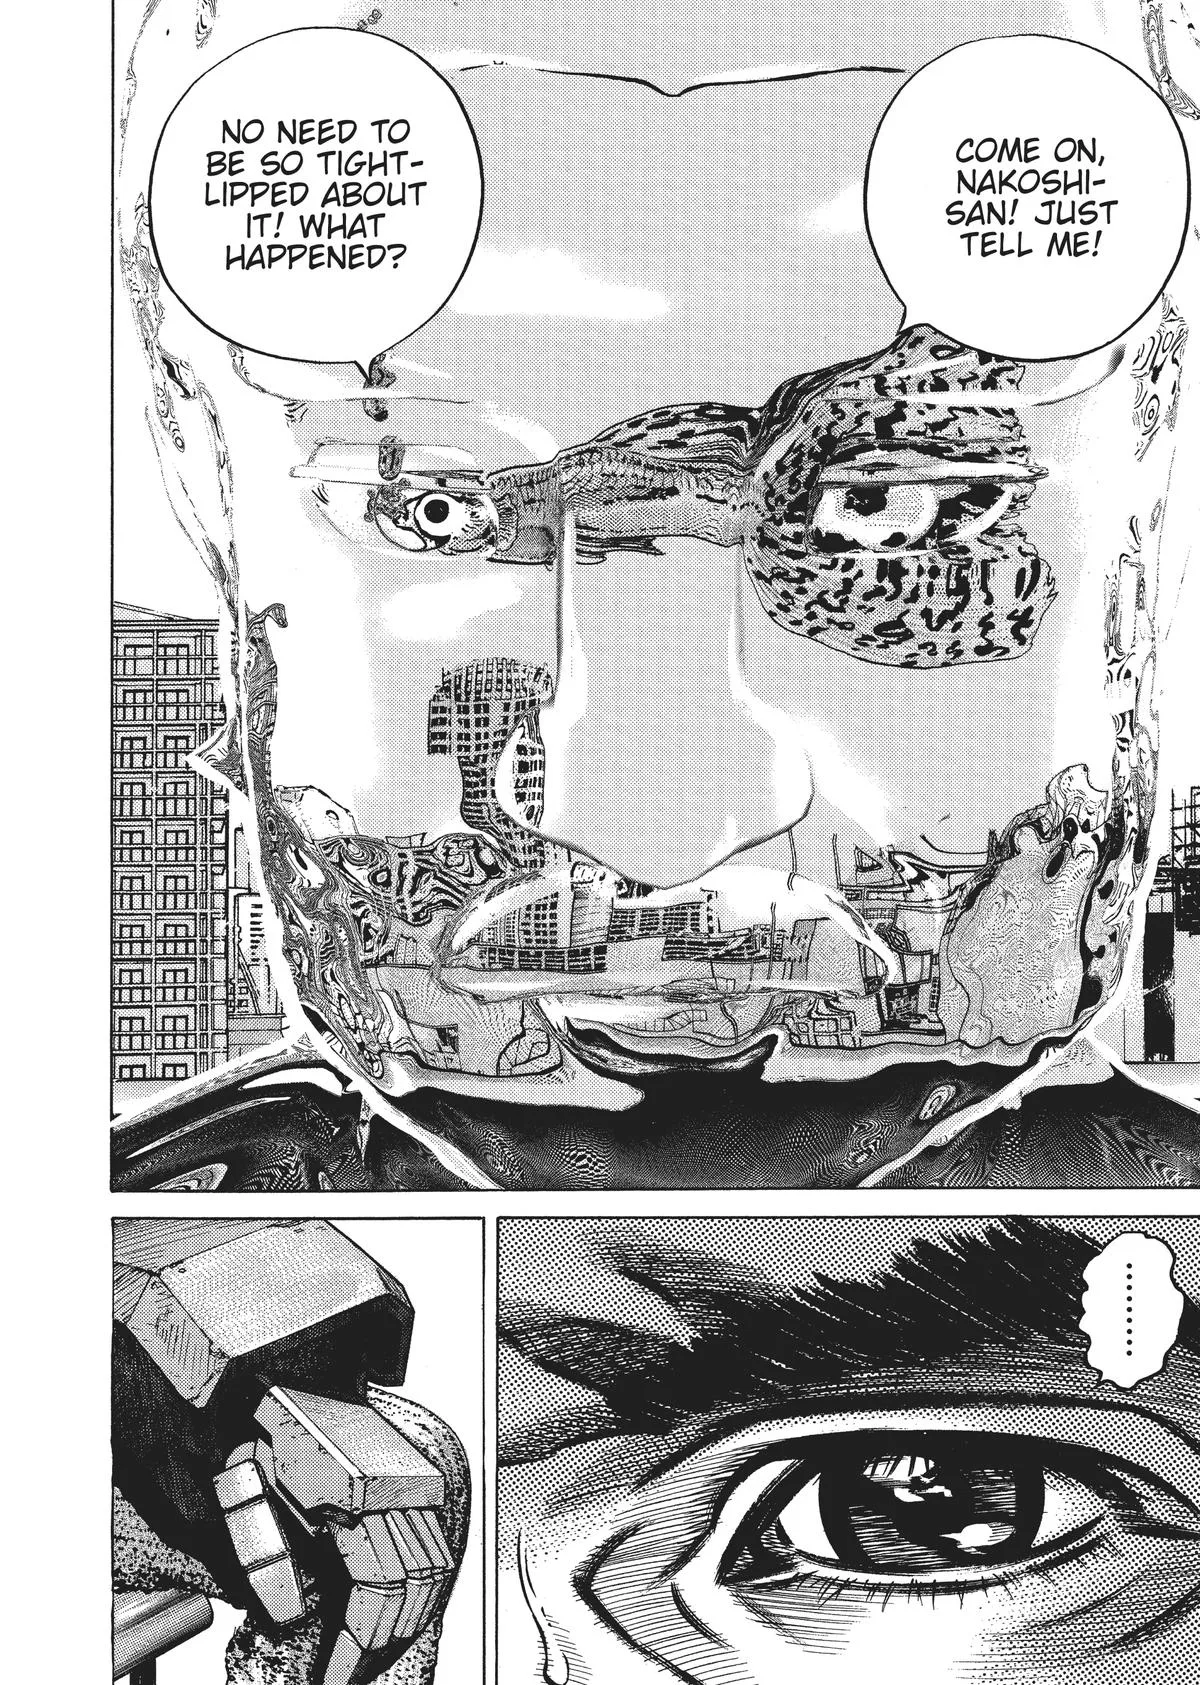 COME ON,
NAKOSHI-
SAN! JUST
TELL ME!
NO NEED TO
BE SO TIGHT-
LIPPED ABOUT
IT! WHAT
HAPPENED?
.........